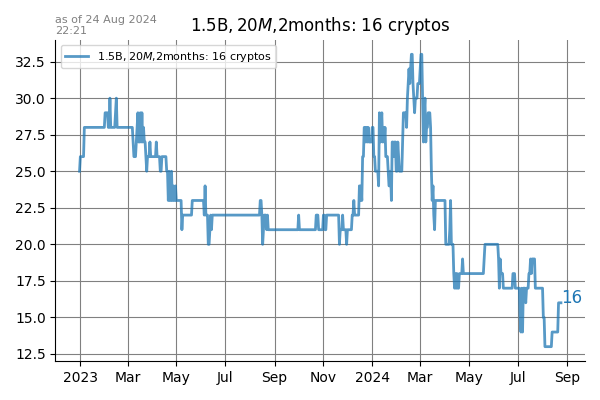 as of 24 Aug 2024
22:21
1.5B, 20M,2months: 16 cryptos
1.5B, 20M,2months: 16 cryptos
32.5
30.0
27.5
25.0
22.5
20.0
17.5
15.0
12.5
16
2023 Mar May Jul Sep Nov 2024 Mar May Jul Sep